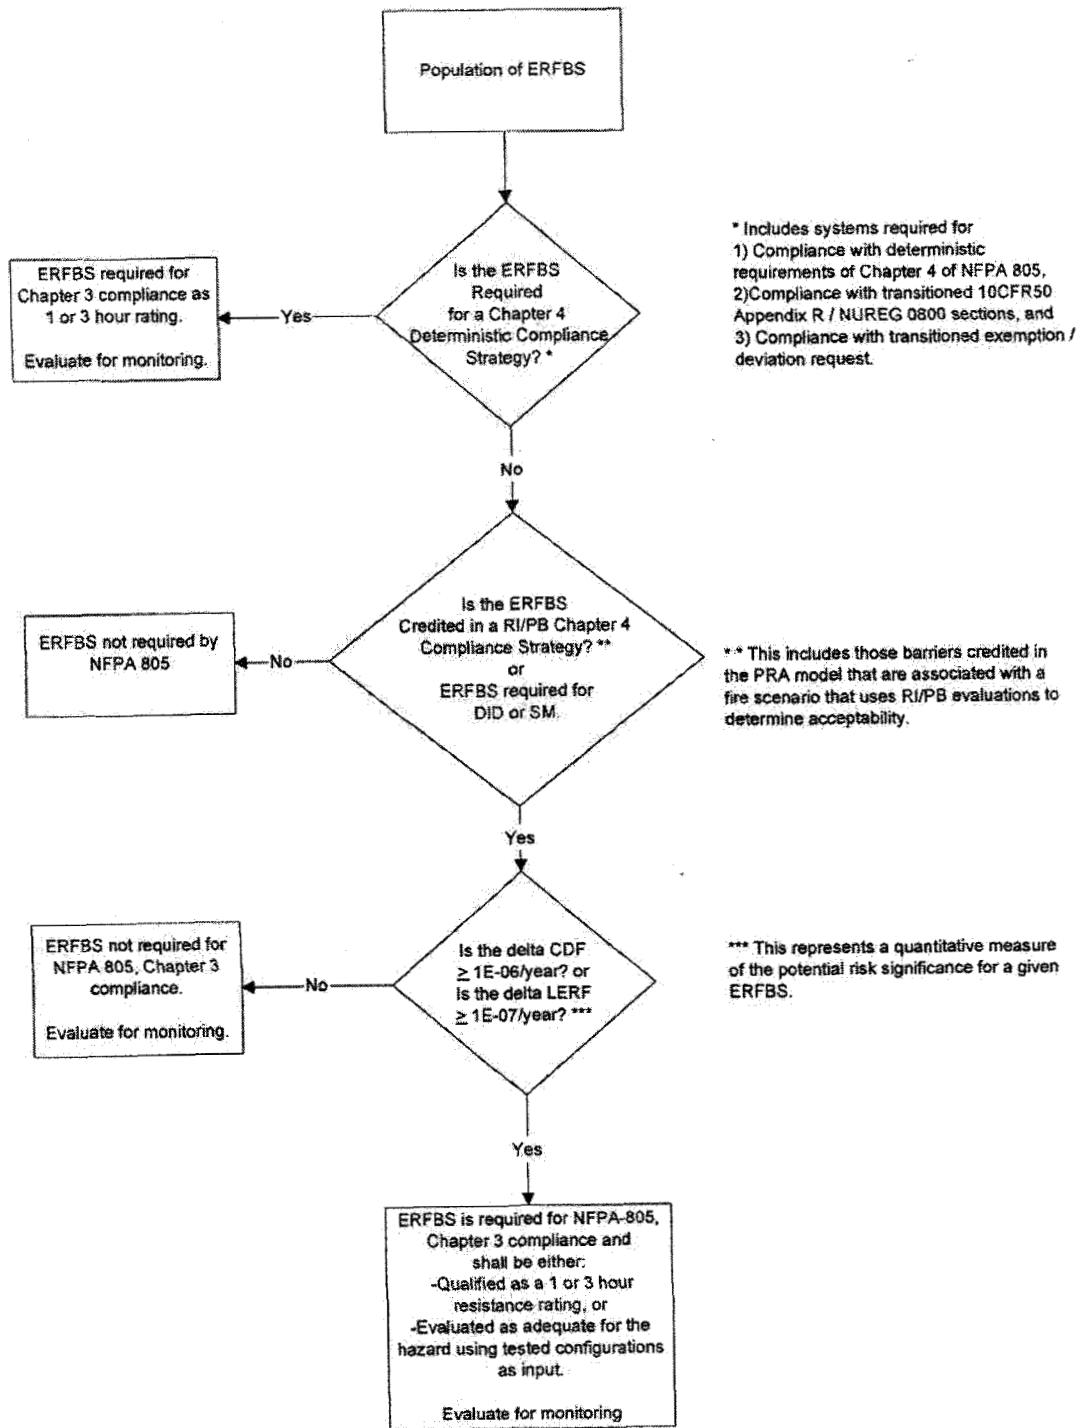 Population of ERFBS
Is the ERFBS
Required
for a Chapter 4
Deterministic Compliance
Strategy? *
Yes
ERFBS required for
Chapter 3 compliance as
1 or 3 hour rating.
Evaluate for monitoring.
* Includes systems required for
1) Compliance with deterministic
requirements of Chapter 4 of NFPA 805,
2)Compliance with transitioned 10CFR50
Appendix R / NUREG 0800 sections, and
3) Compliance with transitioned exemption /
deviation request.
No
Is the ERFBS
Credited in a RI/PB Chapter 4
Compliance Strategy? **
or
ERFBS required for
DID or SM.
No
ERFBS not required by
NFPA 805
** This includes those barriers credited in
the PRA model that are associated with a
fire scenario that uses RI/PB evaluations to
determine acceptability.
Yes
Is the delta CDF
≥ 1E-06/year? or
Is the delta LERF
≥ 1E-07/year? ***
No
ERFBS not required for
NFPA 805, Chapter 3
compliance.
Evaluate for monitoring.
*** This represents a quantitative measure
of the potential risk significance for a given
ERFBS.
Yes
ERFBS is required for NFPA-805,
Chapter 3 compliance and
shall be either:
-Qualified as a 1 or 3 hour
resistance rating, or
-Evaluated as adequate for the
hazard using tested configurations
as input.
Evaluate for monitoring